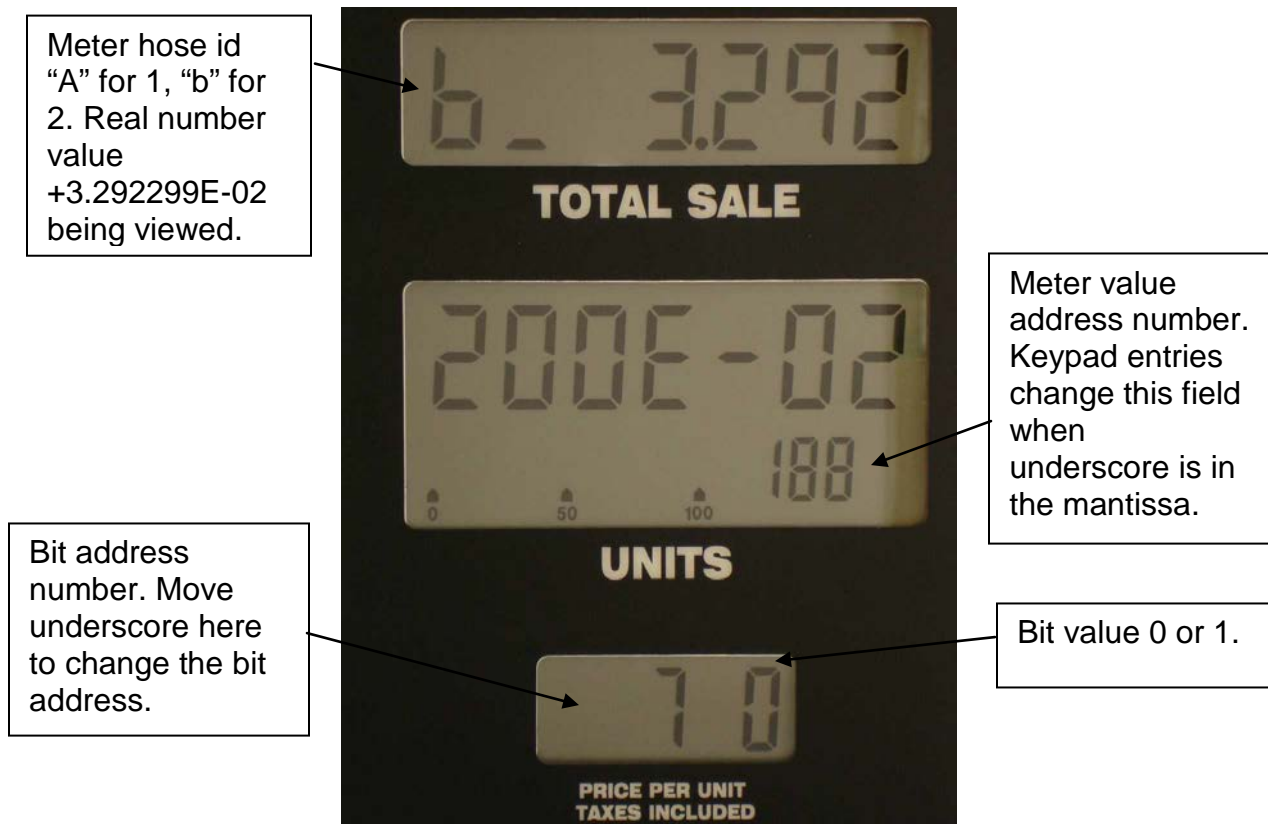 Meter hose id
“A” for 1, “b” for
2. Real number
value
+3.292299E-02
being viewed.
b_ 3.292
TOTAL SALE
200E-02
188
0 50 100
UNITS
Meter value
address number.
Keypad entries
change this field
when
underscore is in
the mantissa.
Bit address
number. Move
underscore here
to change the bit
address.
Bit value 0 or 1.
7 0
PRICE PER UNIT
TAXES INCLUDED